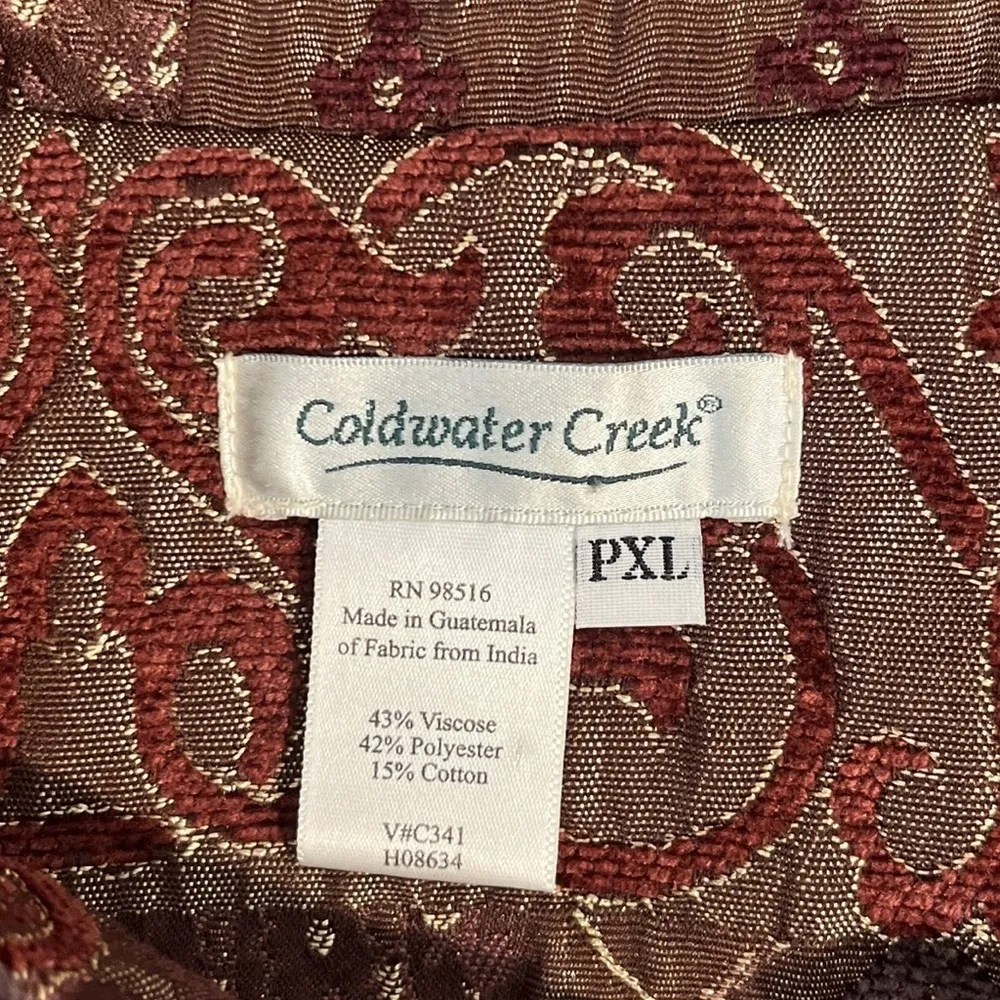 Coldwater Creek®
PXL
RN 98516
Made in Guatemala
of Fabric from India
43% Viscose
42% Polyester
15% Cotton
V#C341
H08634